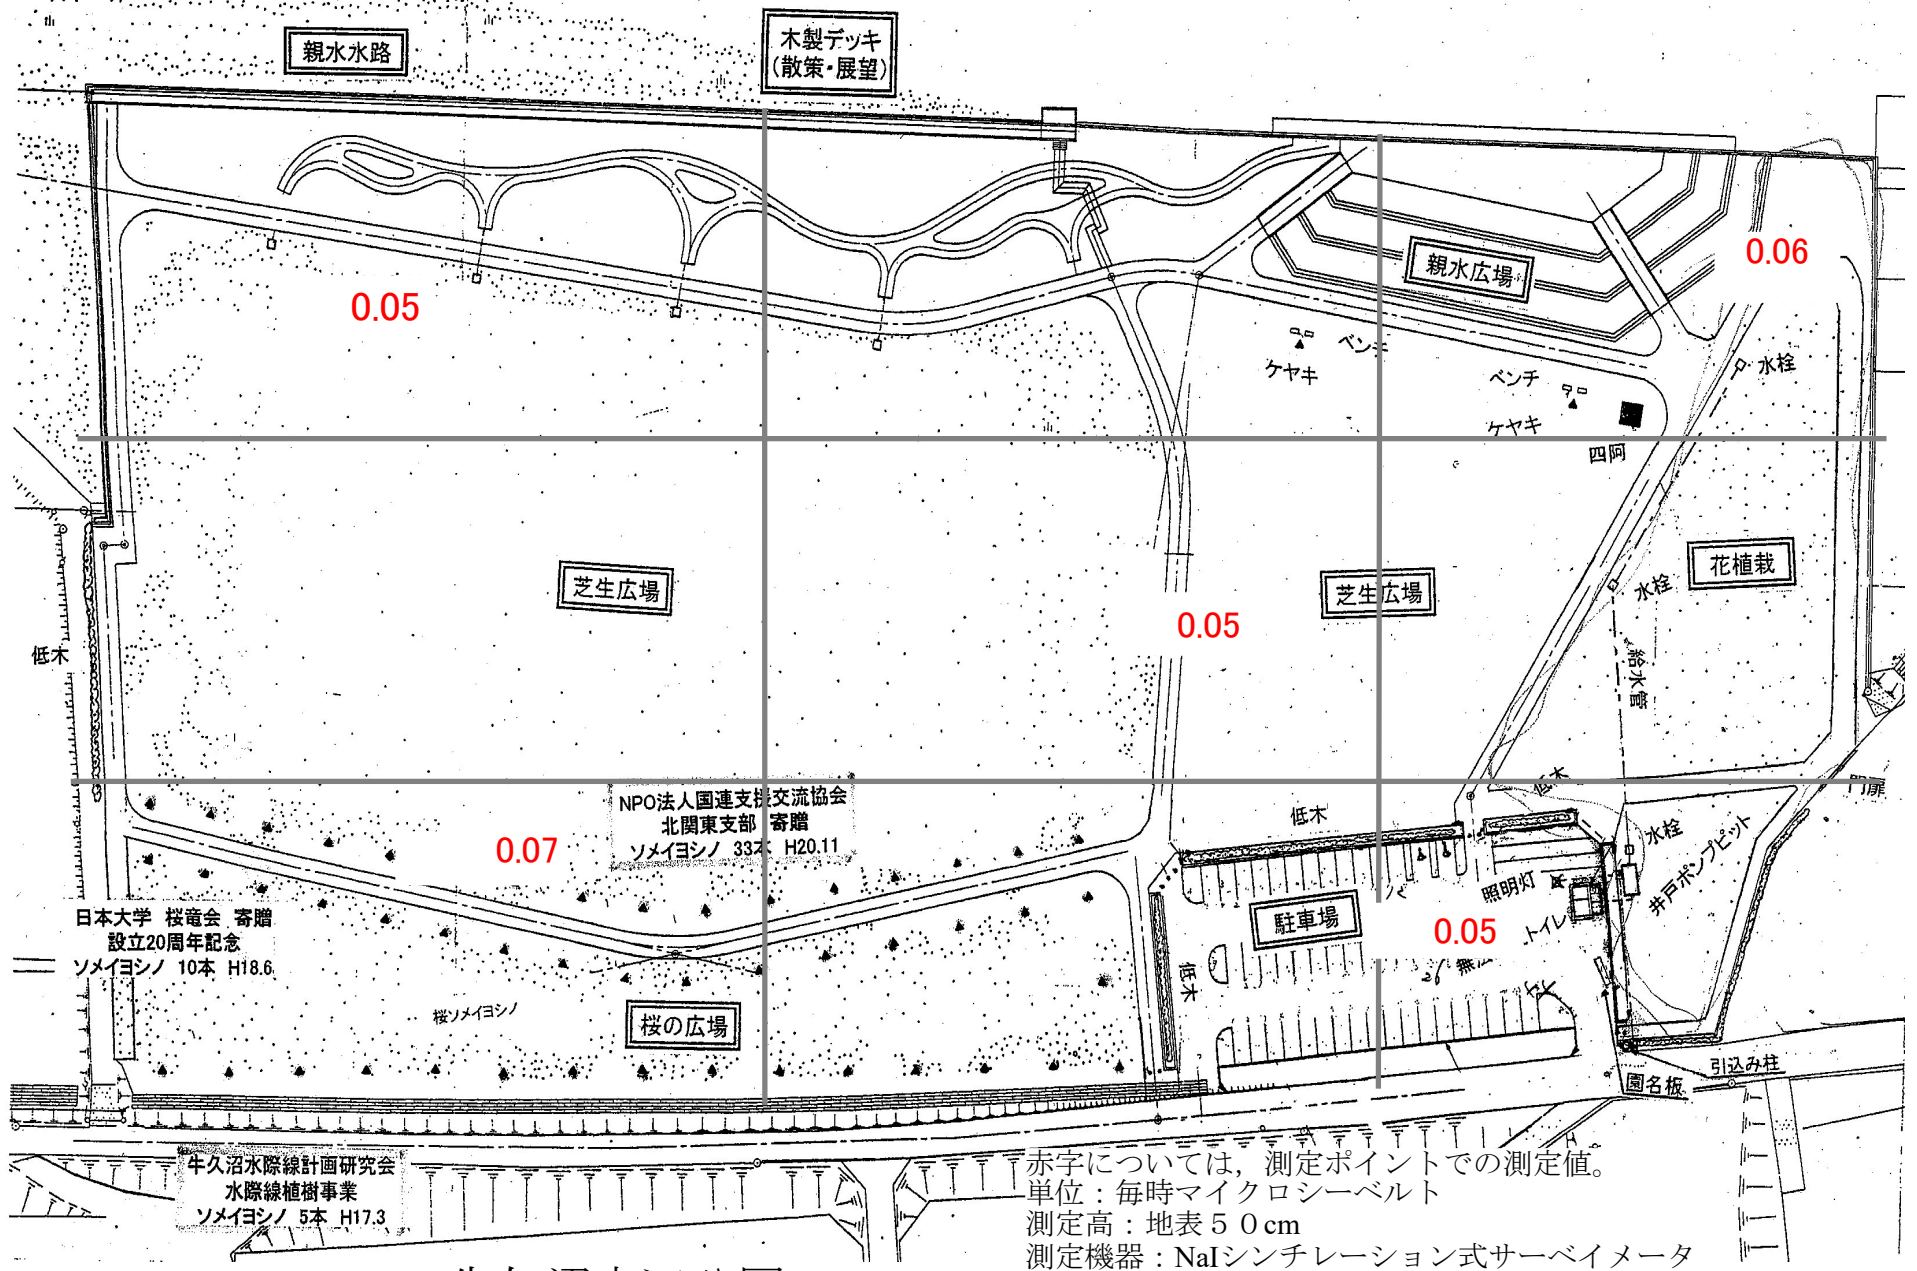 親水水路
木製デッキ
(散策・展望)
0.05
親水広場
0.06
ベンチ
ケヤキ
水栓
ベンチ
ケヤキ
四阿
芝生広場
芝生広場
花植栽
水栓
0.05
低木
給水管
NPO法人国連支援交流協会
北関東支部 寄贈
ソメイヨシノ 33本 H20.11
0.07
低木
低木
門扉
水栓
井戸ポンプピット
照明灯
トイレ
駐車場
0.05
日本大学 桜竜会 寄贈
設立20周年記念
ソメイヨシノ 10本 H18.6
低木
桜ソメイヨシノ
桜の広場
引込み柱
園名板
牛久沼水際線計画研究会
水際線植樹事業
ソメイヨシノ 5本 H17.3
赤字については，測定ポイントでの測定値。
単位：毎時マイクロシーベルト
測定高：地表５０cm
測定機器：NaIシンチレーション式サーベイメータ